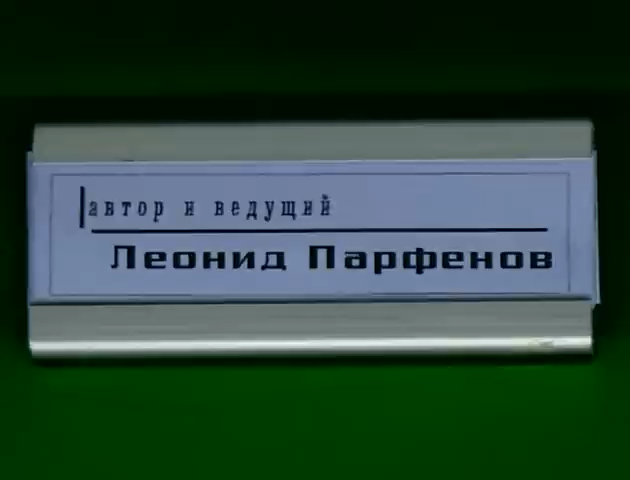 автор и ведущий
Леонид Парфенов